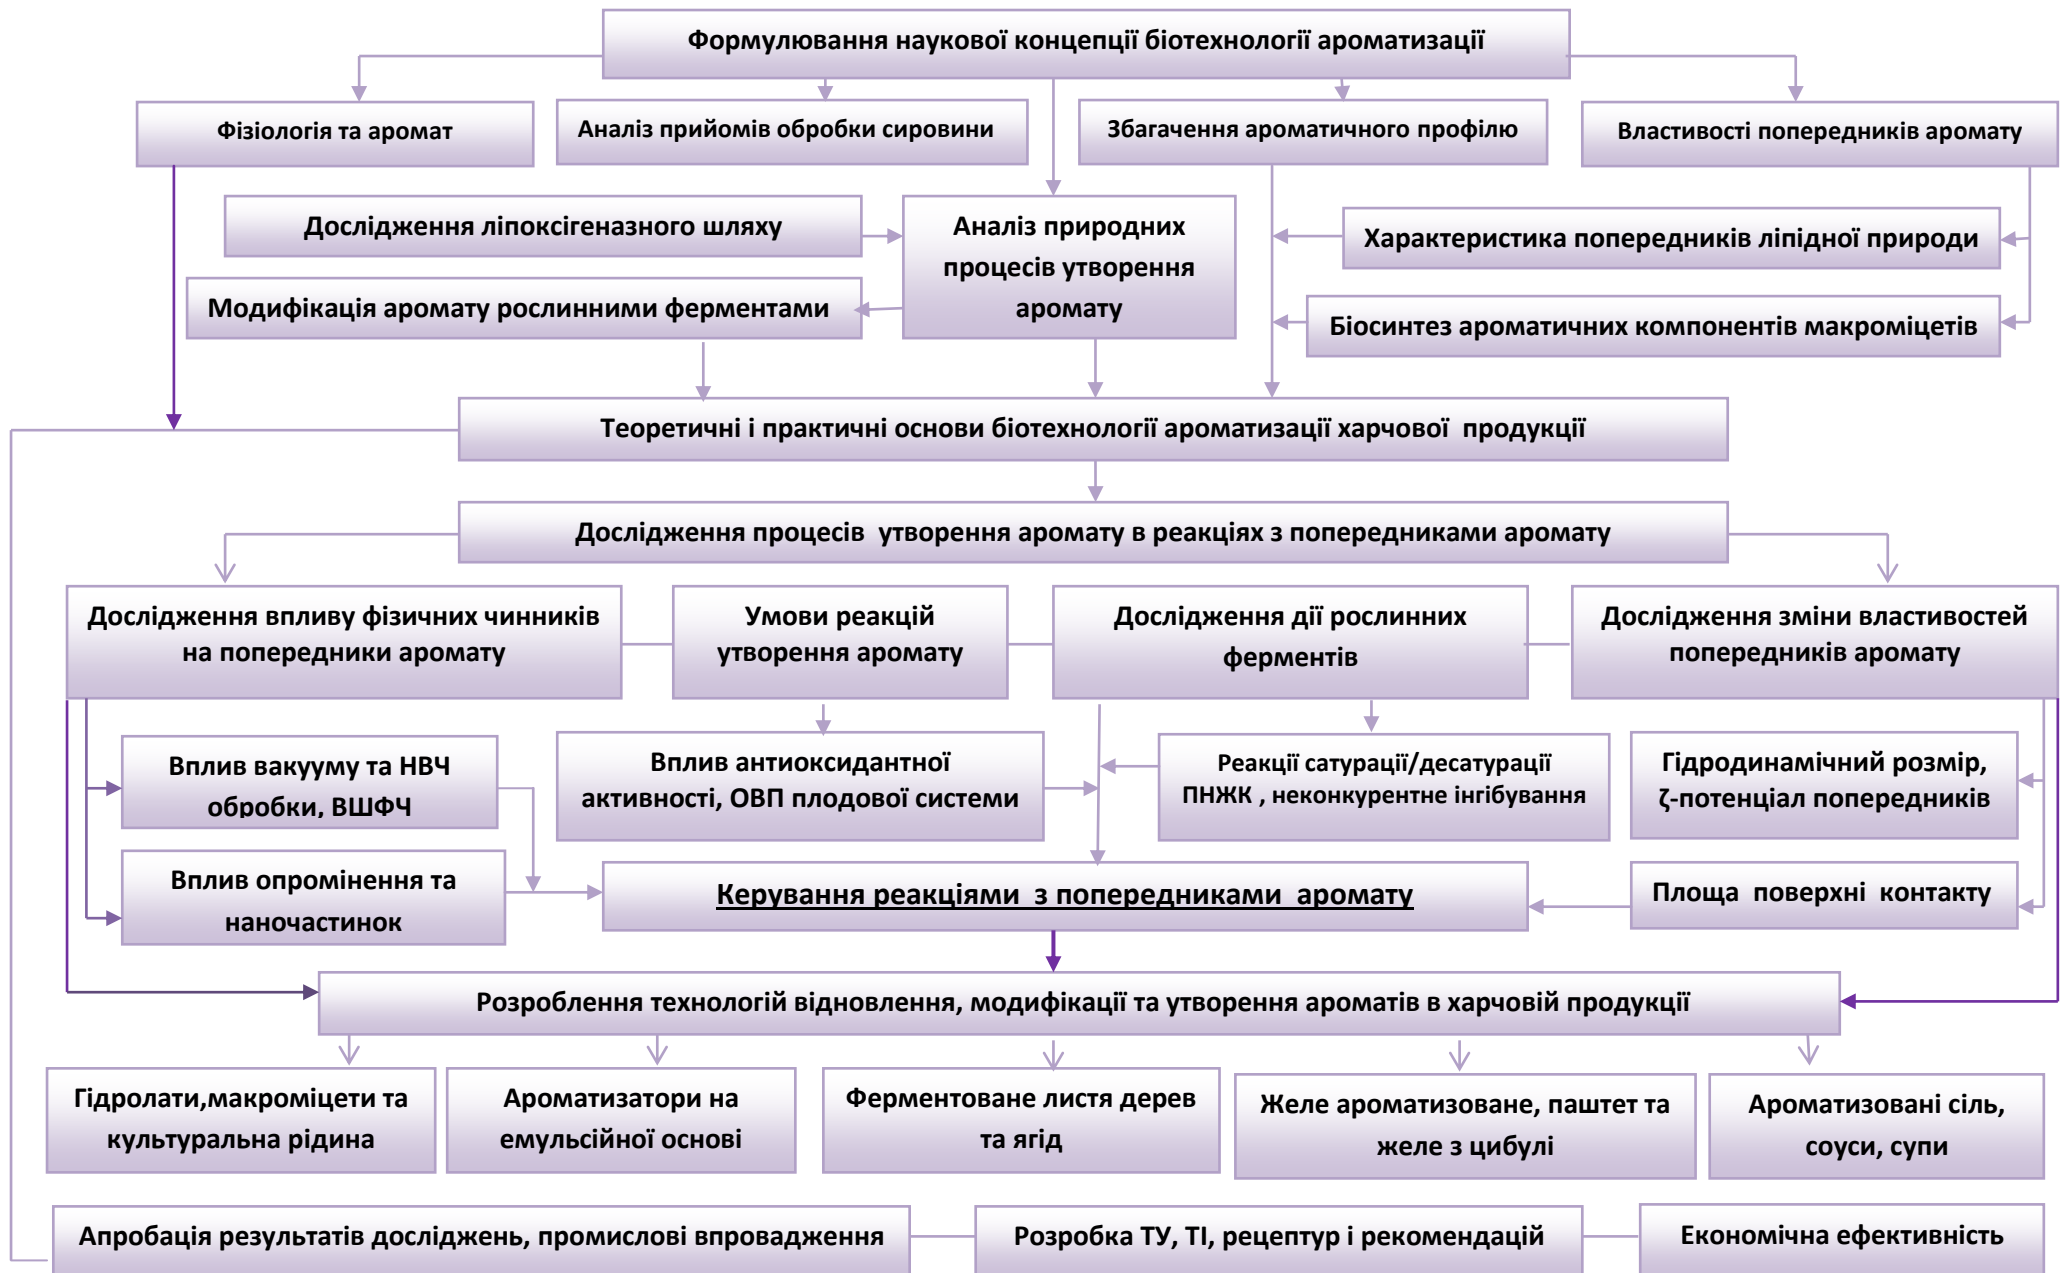 Формулювання наукової концепції біотехнології ароматизації
Фізіологія та аромат
Аналіз прийомів обробки сировини
Збагачення ароматичного профілю
Властивості попередників аромату
Дослідження ліпоксігеназного шляху
Аналіз природних
процесів утворення
аромату
Характеристика попередників ліпідної природи
Модифікація аромату рослинними ферментами
Біосинтез ароматичних компонентів макроміцетів
Теоретичні і практичні основи біотехнології ароматизації харчової продукції
Дослідження процесів утворення аромату в реакціях з попередниками аромату
Дослідження впливу фізичних чинників
на попередники аромату
Умови реакцій
утворення аромату
Дослідження дії рослинних
ферментів
Дослідження зміни властивостей
попередників аромату
Вплив вакууму та НВЧ
обробки, ВШФЧ
Вплив антиоксидантної
активності, ОВП плодової системи
Реакції сатурації/десатурації
ПНЖК , неконкурентне інгібування
Гідродинамічний розмір,
ζ-потенціал попередників
Вплив опромінення та
наночастинок
Керування реакціями з попередниками аромату
Площа поверхні контакту
Розроблення технологій відновлення, модифікації та утворення ароматів в харчовій продукції
Гідролати,макроміцети та
культуральна рідина
Ароматизатори на
емульсійної основі
Ферментоване листя дерев
та ягід
Желе ароматизоване, паштет та
желе з цибулі
Ароматизовані сіль,
соуси, супи
Апробація результатів досліджень, промислові впровадження
Розробка ТУ, ТІ, рецептур і рекомендацій
Економічна ефективність